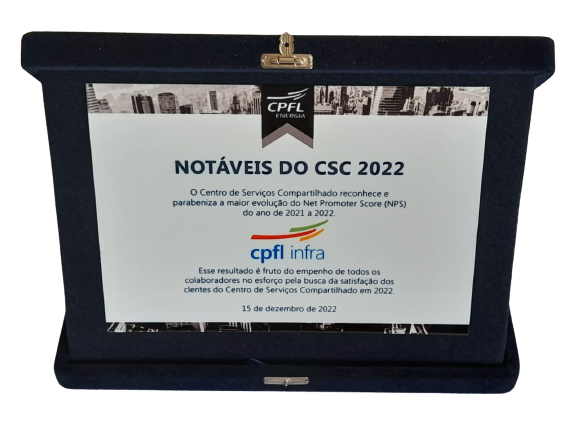 CPFL
ENERGIA
NOTÁVEIS DO CSC 2022
O Centro de Serviços Compartilhado reconhece e
parabeniza a maior evolução do Net Promoter Score (NPS)
do ano de 2021 a 2022.
cpfl infra
Esse resultado é fruto do empenho de todos os
colaboradores no esforço pela busca da satisfação dos
clientes do Centro de Serviços Compartilhado em 2022.
15 de dezembro de 2022